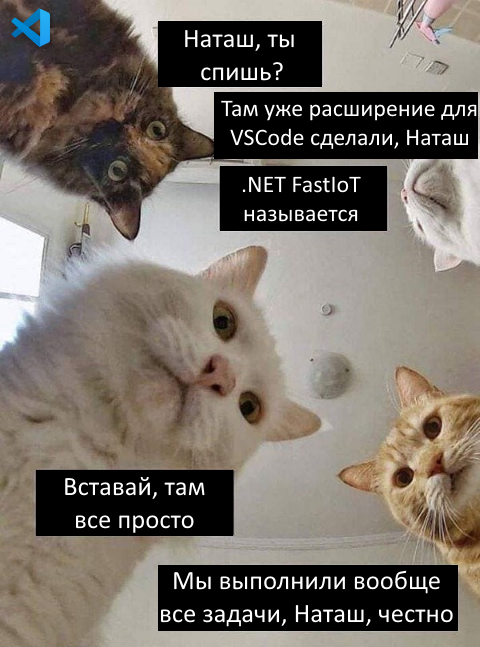 Наташ, ты
спишь?
Там уже расширение для
VSCode сделали, Наташ
.NET FastIoT
называется
Вставай, там
все просто
Мы выполнили вообще
все задачи, Наташ, честно